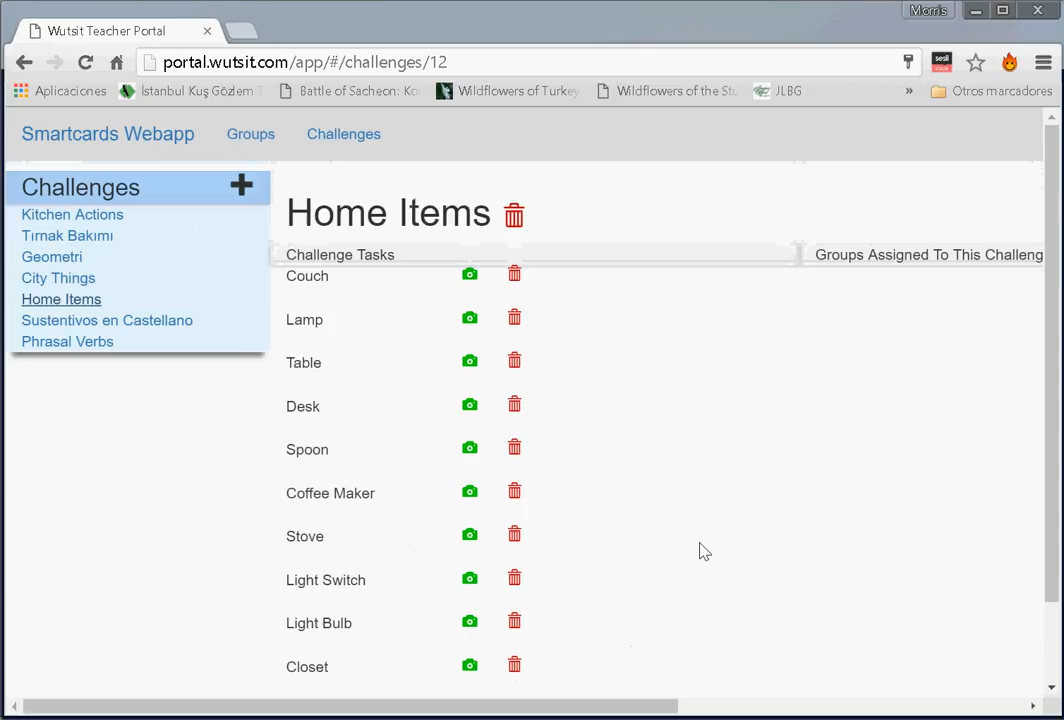 Morris
Wutsit Teacher Portal
portal.wutsit.com/app/#/challenges/12
Aplicaciones İstanbul Kuş Gözlem Battle of Sacheon: Ko Wildflowers of Turkey Wildflowers of the Stu JLBG » Otros marcadores
Smartcards Webapp Groups Challenges
Challenges
Kitchen Actions
Tırnak Bakımı
Geometri
City Things
Home Items
Sustentivos en Castellano
Phrasal Verbs
Home Items
Challenge Tasks Groups Assigned To This Challeng
Couch
Lamp
Table
Desk
Spoon
Coffee Maker
Stove
Light Switch
Light Bulb
Closet